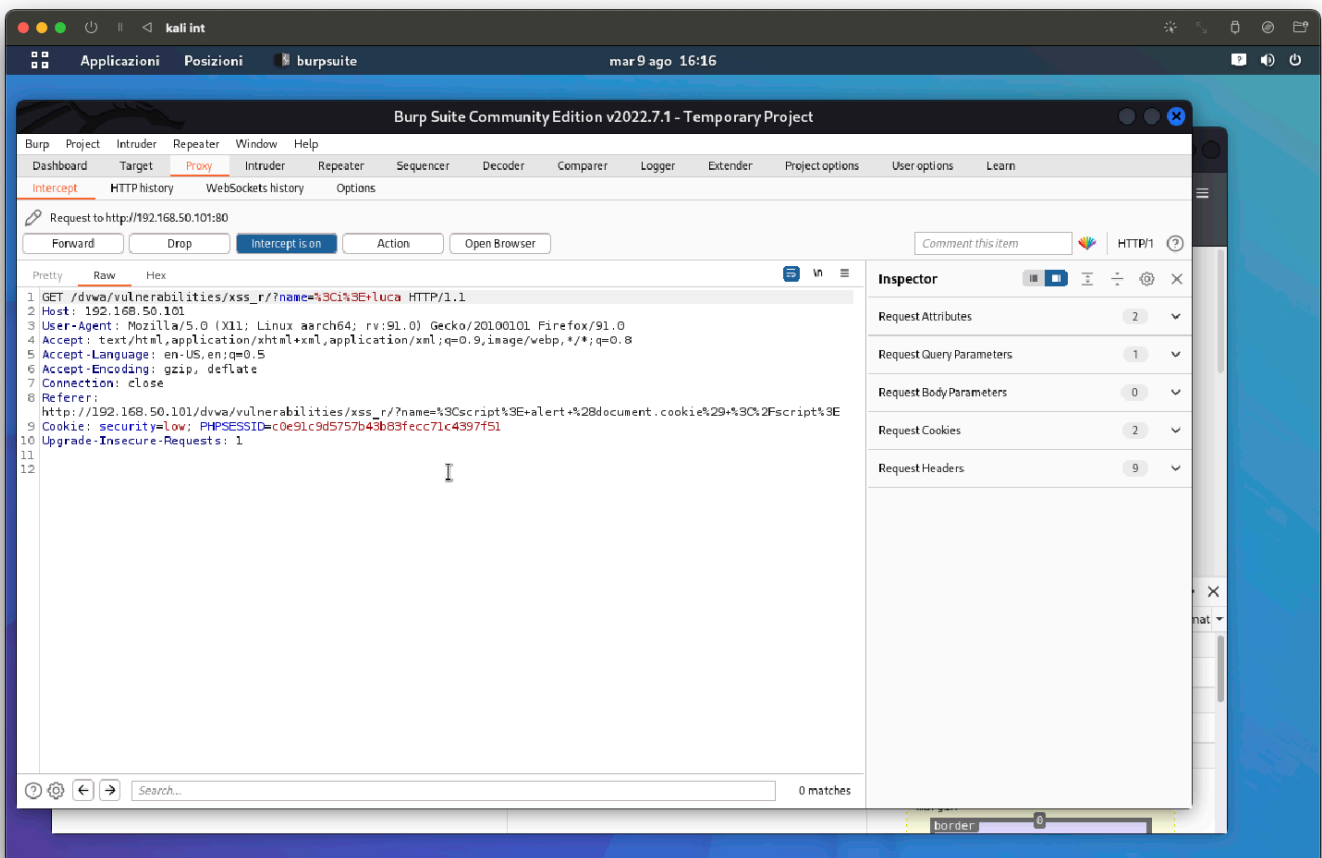 kali int
Applicazioni Posizioni burpsuite mar 9 ago 16:16
Burp Suite Community Edition v2022.7.1 - Temporary Project
Burp Project Intruder Repeater Window Help
Dashboard Target Proxy Intruder Repeater Sequencer Decoder Comparer Logger Extender Project options User options Learn
Intercept HTTP history WebSockets history Options
Request to http://192.168.50.101:80
Forward Drop Intercept is on Action Open Browser Comment this item HTTP/1 ?
Pretty Raw Hex \n
Inspector
1 GET /dvwa/vulnerabilities/xss_r/?name=%3Ci%3E+luca HTTP/1.1
2 Host: 192.168.50.101
3 User-Agent: Mozilla/5.0 (X11; Linux aarch64; rv:91.0) Gecko/20100101 Firefox/91.0
4 Accept: text/html,application/xhtml+xml,application/xml;q=0.9,image/webp,*/*;q=0.8
5 Accept-Language: en-US,en;q=0.5
6 Accept-Encoding: gzip, deflate
7 Connection: close
8 Referer:
http://192.168.50.101/dvwa/vulnerabilities/xss_r/?name=%3Cscript%3E+alert+%28document.cookie%29+%3C%2Fscript%3E
9 Cookie: security=low; PHPSESSID=c0e91c9d5757b43b83fecc71c4397f51
10 Upgrade-Insecure-Requests: 1
11
12
Request Attributes 2
Request Query Parameters 1
Request Body Parameters 0
Request Cookies 2
Request Headers 9
Search... 0 matches
border 0